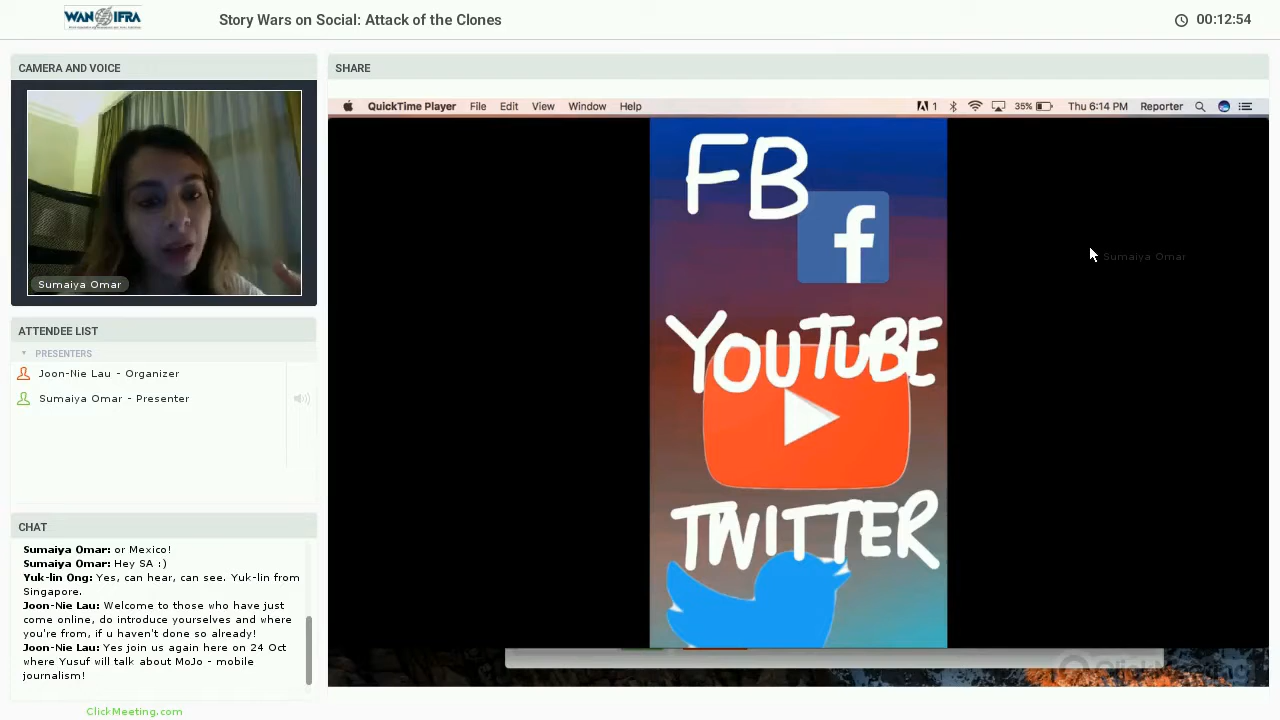 WAN IFRA
Story Wars on Social: Attack of the Clones
00:12:54
CAMERA AND VOICE
Sumaiya Omar
ATTENDEE LIST
PRESENTERS
Joon-Nie Lau - Organizer
Sumaiya Omar - Presenter
CHAT
Sumaiya Omar: or Mexico!
Sumaiya Omar: Hey SA :)
Yuk-lin Ong: Yes, can hear, can see. Yuk-lin from
Singapore.
Joon-Nie Lau: Welcome to those who have just
come online, do introduce yourselves and where
you're from, if u haven't done so already!
Joon-Nie Lau: Yes join us again here on 24 Oct
where Yusuf will talk about MoJo - mobile
journalism!
ClickMeeting.com
SHARE
QuickTime Player File Edit View Window Help 1 35% Thu 6:14 PM Reporter
FB
f
YOUTUBE
TWITTER
Sumaiya Omar
ClickMeeting